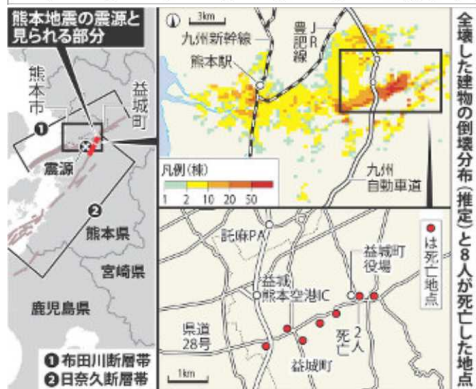 全壊した建物の倒壊分布(推定)と8人が死亡した地点
熊本地震の震源と
見られる部分
熊本市
益城町
❶
震源
❷
熊本県
宮崎県
鹿児島県
❶布田川断層帯
❷日奈久断層帯
3km
九州新幹線
熊本駅
JR
豊肥線
凡例(棟)
1 2 10 20 50
九州
自動車道
託麻PA
益城
熊本空港IC
益城町
役場
●は死亡地点
県道
28号
2人
死亡
益城町
1km